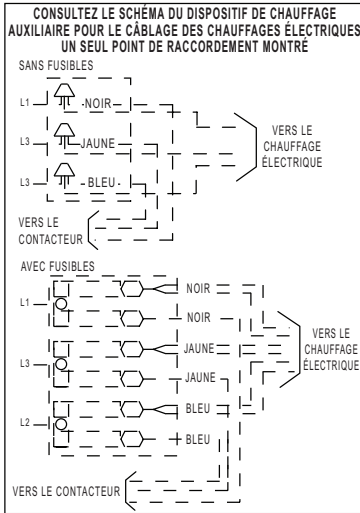 CONSULTEZ LE SCHÉMA DU DISPOSITIF DE CHAUFFAGE
AUXILIAIRE POUR LE CÂBLAGE DES CHAUFFAGES ÉLECTRIQUES
UN SEUL POINT DE RACCORDEMENT MONTRÉ
SANS FUSIBLES
L1
NOIR
L3
JAUNE
L3
BLEU
VERS LE
CHAUFFAGE
ÉLECTRIQUE
VERS LE
CONTACTEUR
AVEC FUSIBLES
L1
NOIR
NOIR
L3
JAUNE
JAUNE
L2
BLEU
BLEU
VERS LE
CHAUFFAGE
ÉLECTRIQUE
VERS LE CONTACTEUR